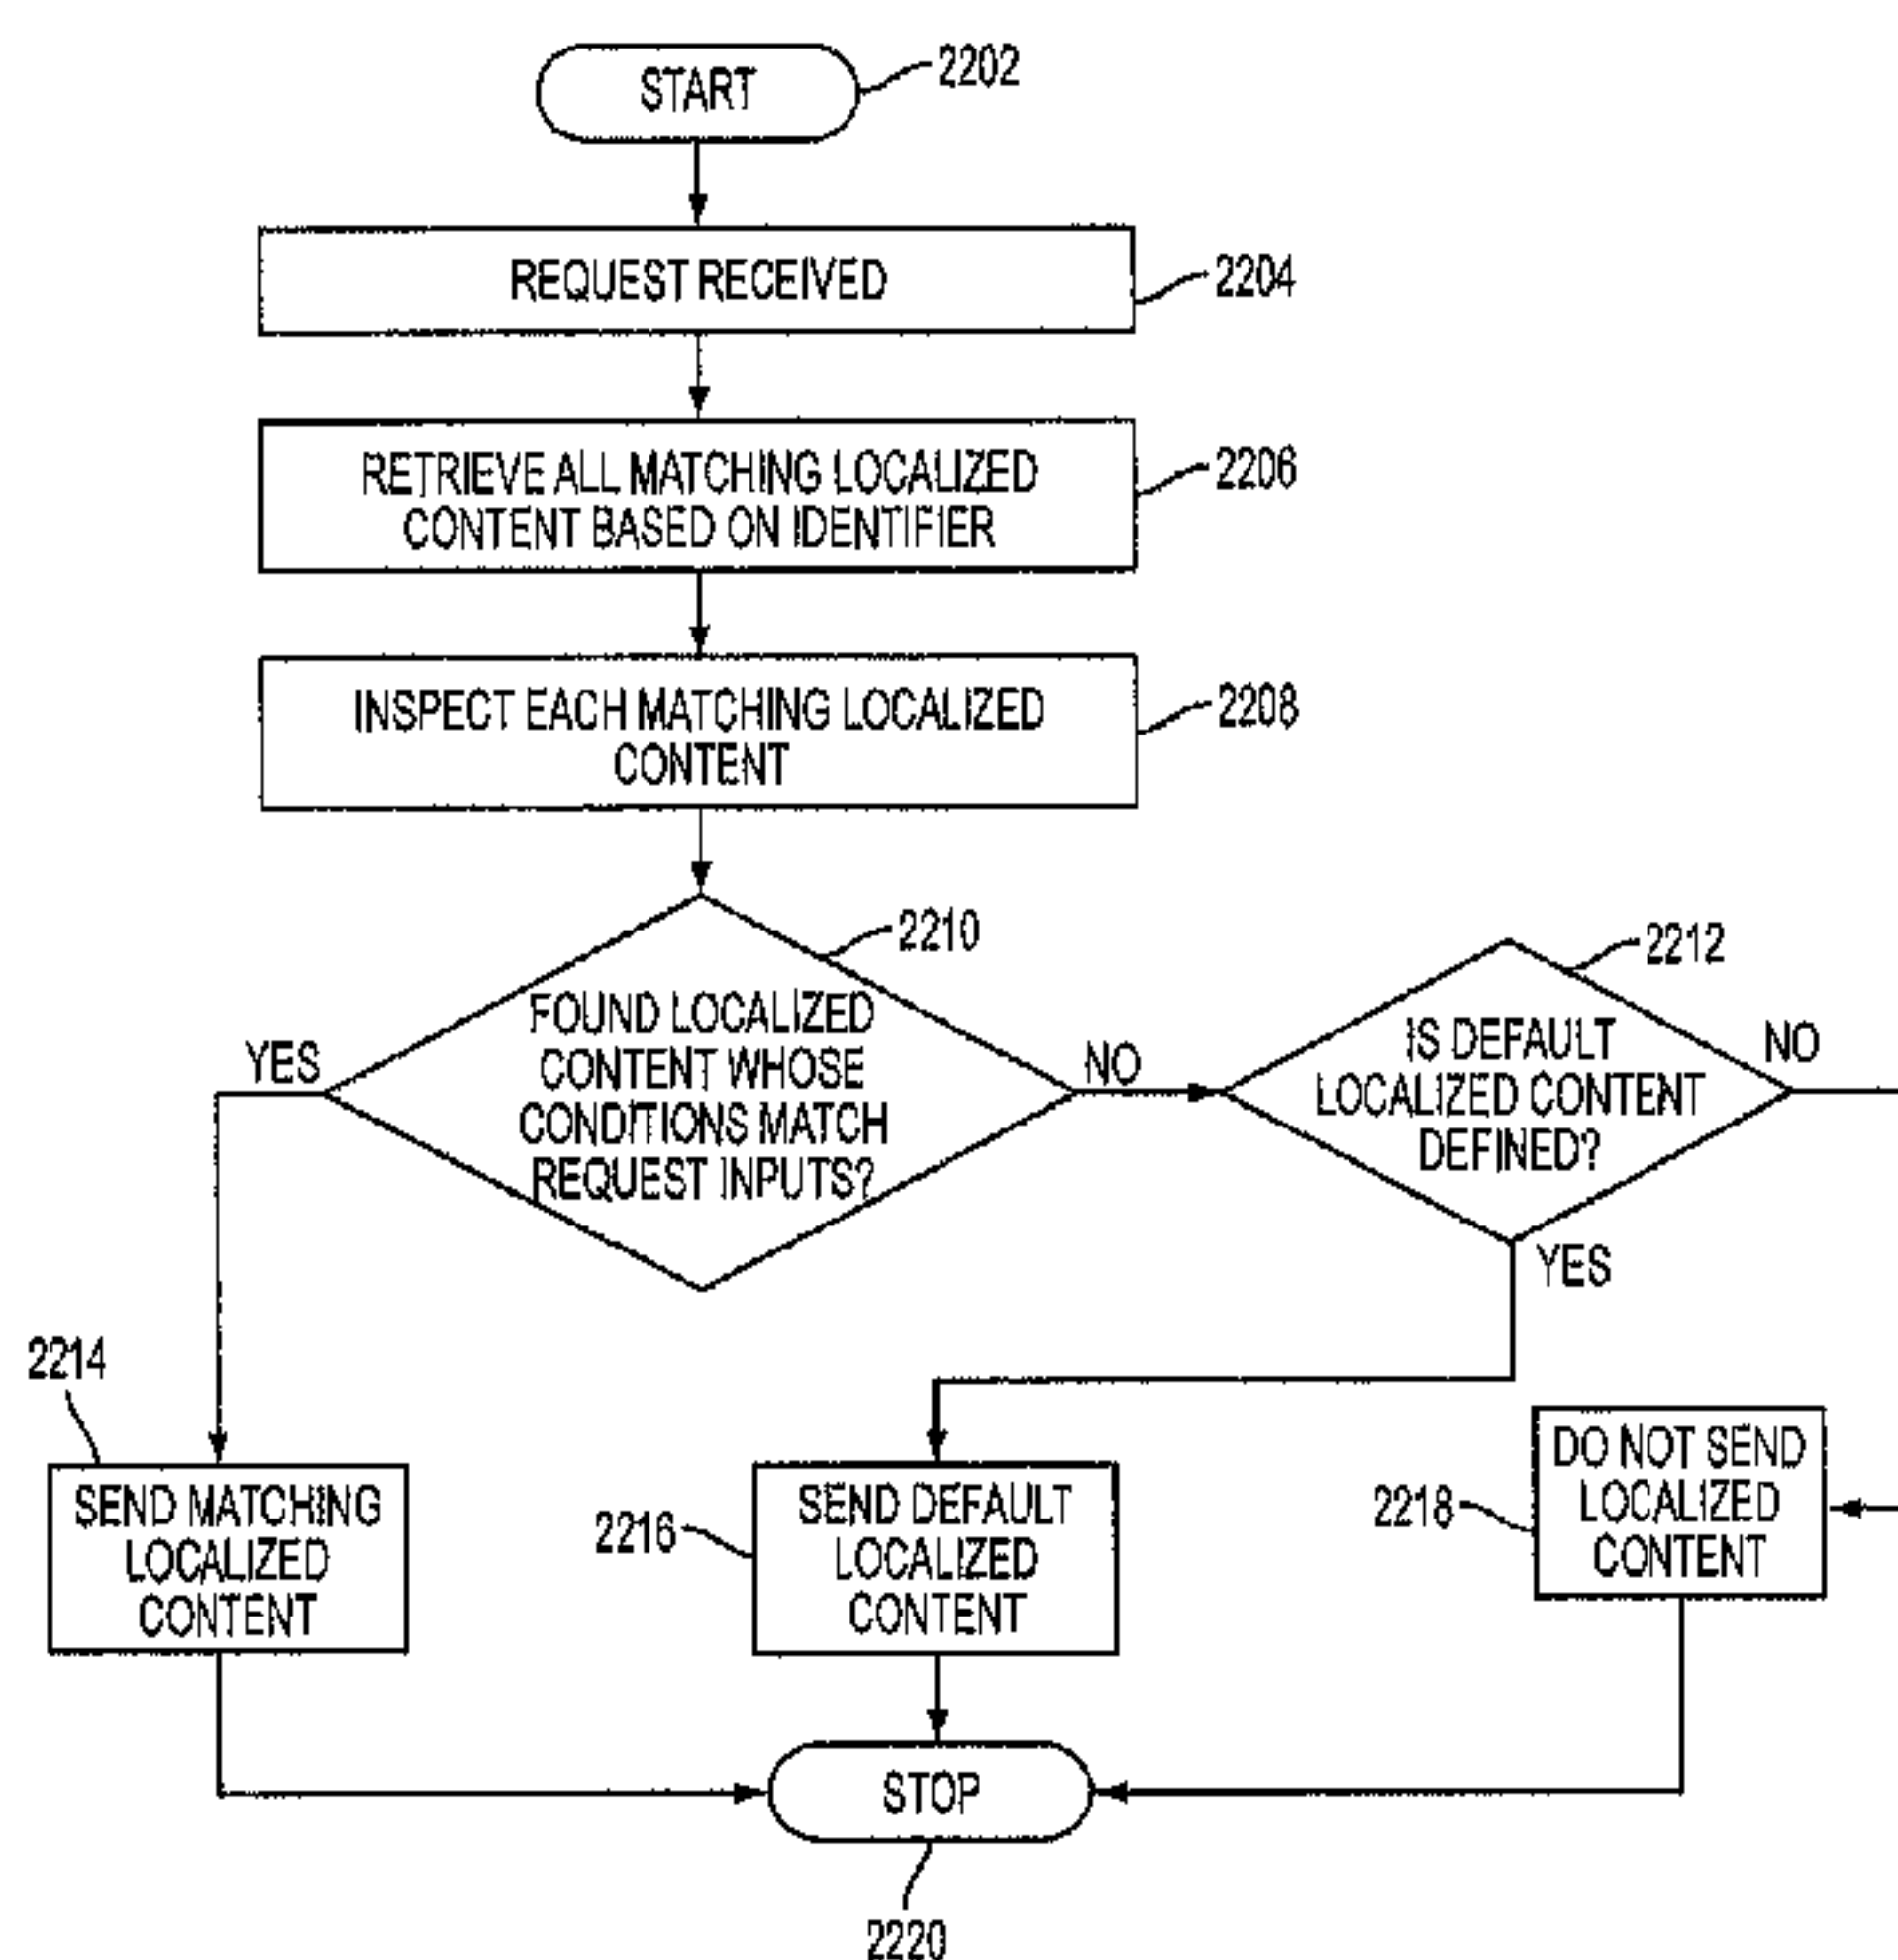 START
2202
REQUEST RECEIVED
2204
RETRIEVE ALL MATCHING LOCALIZED
CONTENT BASED ON IDENTIFIER
2206
INSPECT EACH MATCHING LOCALIZED
CONTENT
2208
2210
FOUND LOCALIZED
CONTENT WHOSE
CONDITIONS MATCH
REQUEST INPUTS?
YES
NO
2212
IS DEFAULT
LOCALIZED CONTENT
DEFINED?
NO
YES
2214
SEND MATCHING
LOCALIZED
CONTENT
2216
SEND DEFAULT
LOCALIZED
CONTENT
2218
DO NOT SEND
LOCALIZED
CONTENT
STOP
2220